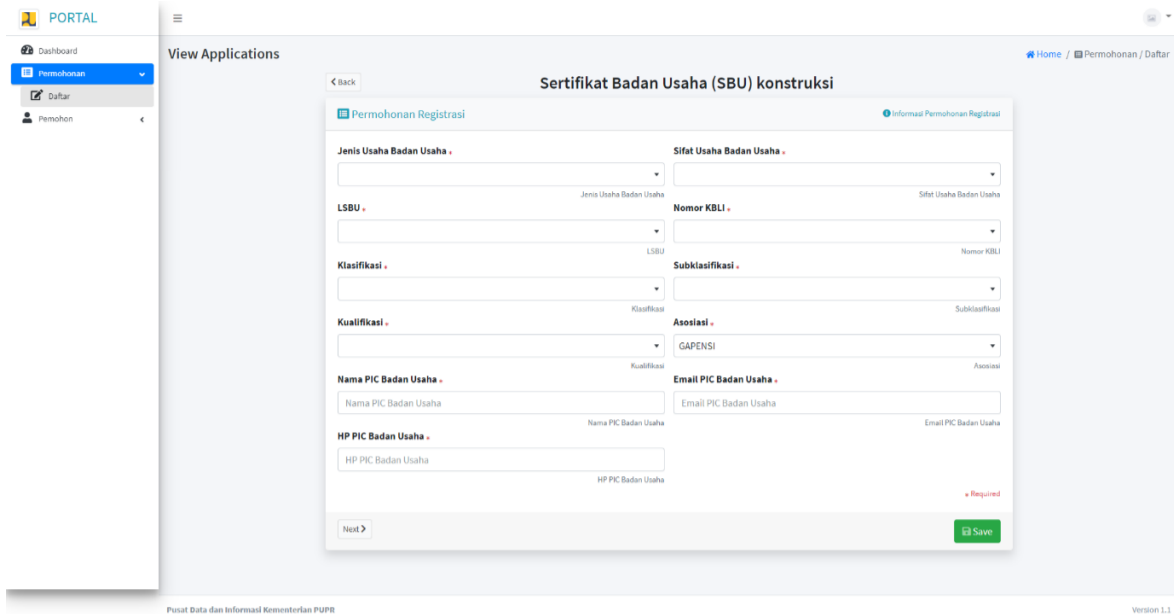 PORTAL
Dashboard
Permohonan
Daftar
Pemohon
View Applications
Home / Permohonan / Daftar
Back
Sertifikat Badan Usaha (SBU) konstruksi
Permohonan Registrasi
Informasi Permohonan Registrasi
Jenis Usaha Badan Usaha * Sifat Usaha Badan Usaha *
Jenis Usaha Badan Usaha Sifat Usaha Badan Usaha
LSBU * Nomor KBLI *
LSBU Nomor KBLI
Klasifikasi * Subklasifikasi *
Klasifikasi Subklasifikasi
Kualifikasi * Asosiasi *
GAPENSI
Kualifikasi Asosiasi
Nama PIC Badan Usaha * Email PIC Badan Usaha *
Nama PIC Badan Usaha Email PIC Badan Usaha
Nama PIC Badan Usaha Email PIC Badan Usaha
HP PIC Badan Usaha *
HP PIC Badan Usaha
HP PIC Badan Usaha
* Required
Next
Save
Pusat Data dan Informasi Kementerian PUPR
Version 1.1